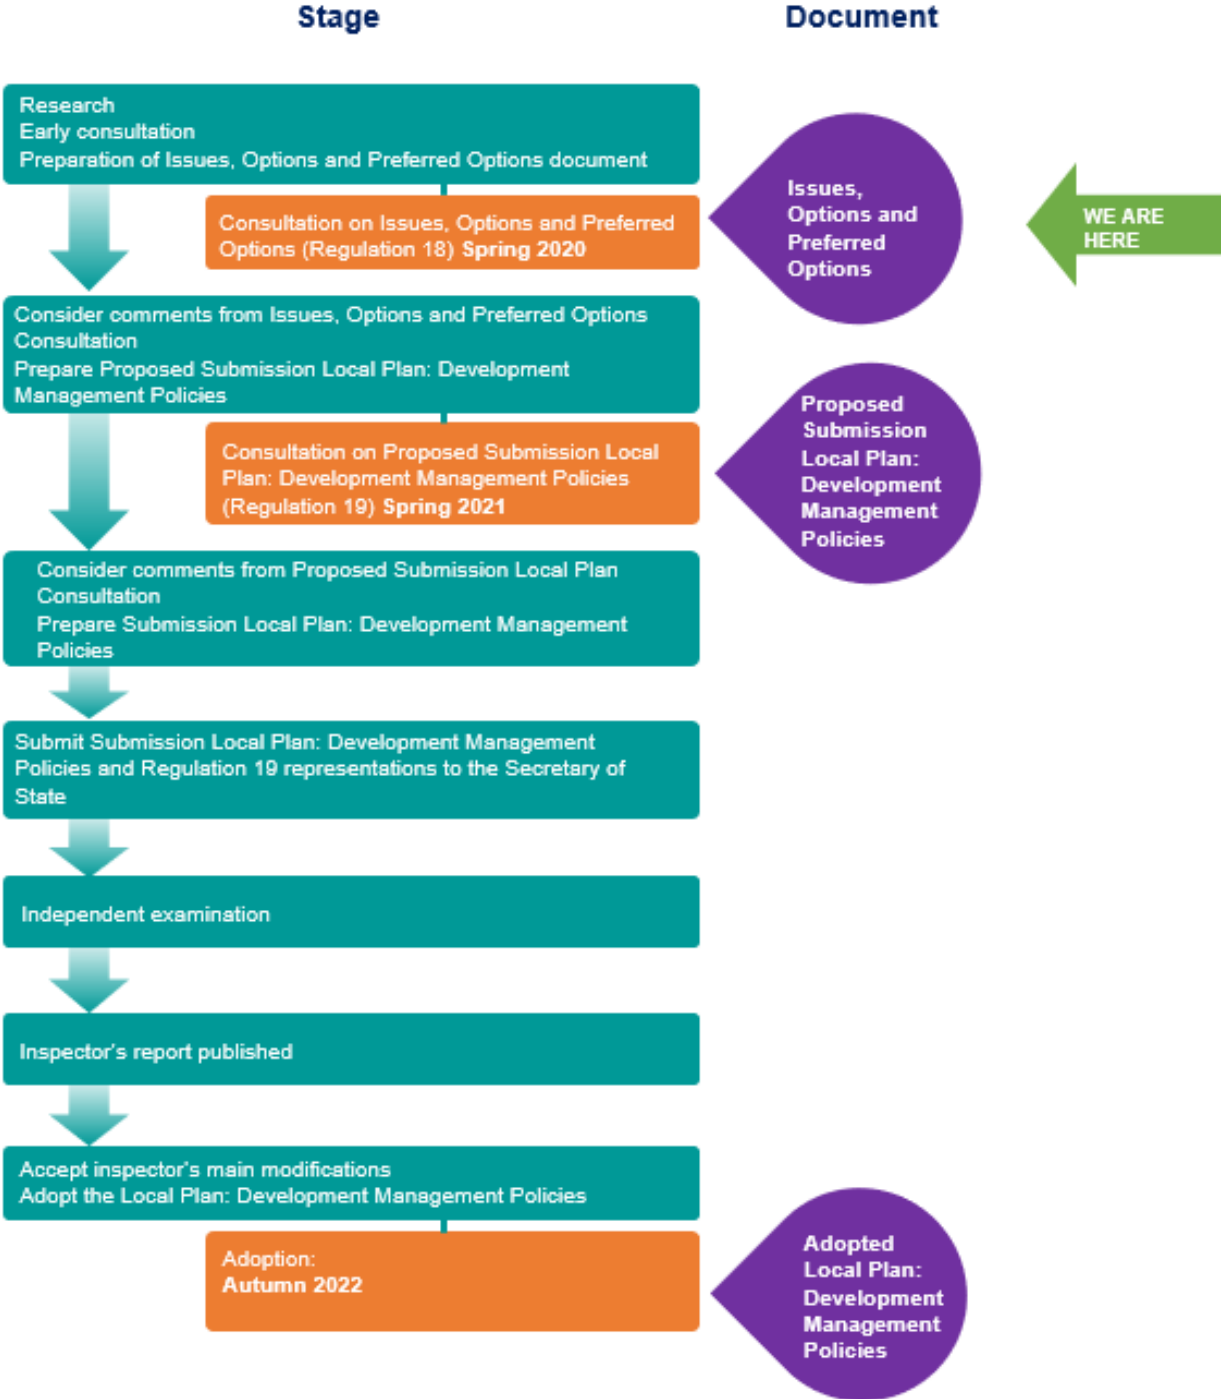 Stage
Document
Research
Early consultation
Preparation of Issues, Options and Preferred Options document
Consultation on Issues, Options and Preferred
Options (Regulation 18) Spring 2020
Issues,
Options and
Preferred
Options
WE ARE
HERE
Consider comments from Issues, Options and Preferred Options
Consultation
Prepare Proposed Submission Local Plan: Development
Management Policies
Consultation on Proposed Submission Local
Plan: Development Management Policies
(Regulation 19) Spring 2021
Proposed
Submission
Local Plan:
Development
Management
Policies
Consider comments from Proposed Submission Local Plan
Consultation
Prepare Submission Local Plan: Development Management
Policies
Submit Submission Local Plan: Development Management
Policies and Regulation 19 representations to the Secretary of
State
Independent examination
Inspector's report published
Accept inspector's main modifications
Adopt the Local Plan: Development Management Policies
Adoption:
Autumn 2022
Adopted
Local Plan:
Development
Management
Policies